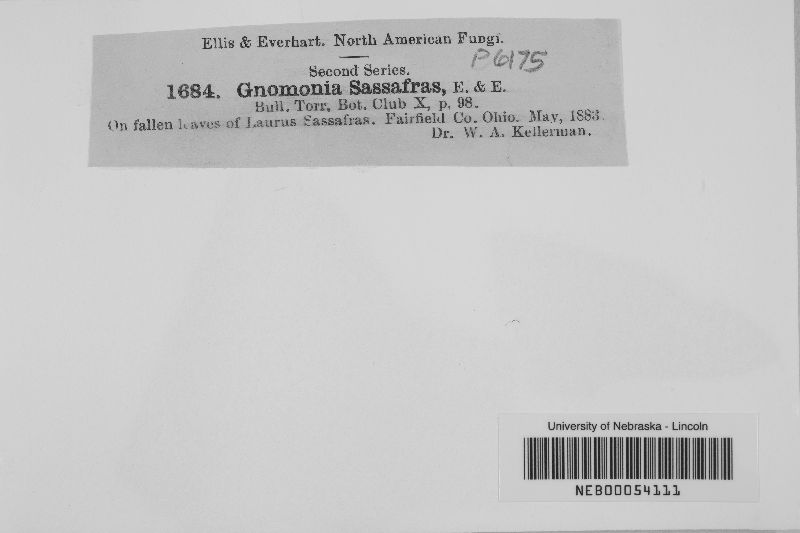 Ellis & Everhart. North American Fungi.
P6175
Second Series.
1684. Gnomonia Sassafras, E. & E.
Bull. Torr. Bot. Club X, p. 98.
On fallen leaves of Laurus Sassafras. Fairfield Co. Ohio. May, 1883.
Dr. W. A. Kellerman.
University of Nebraska - Lincoln
NEB00054111